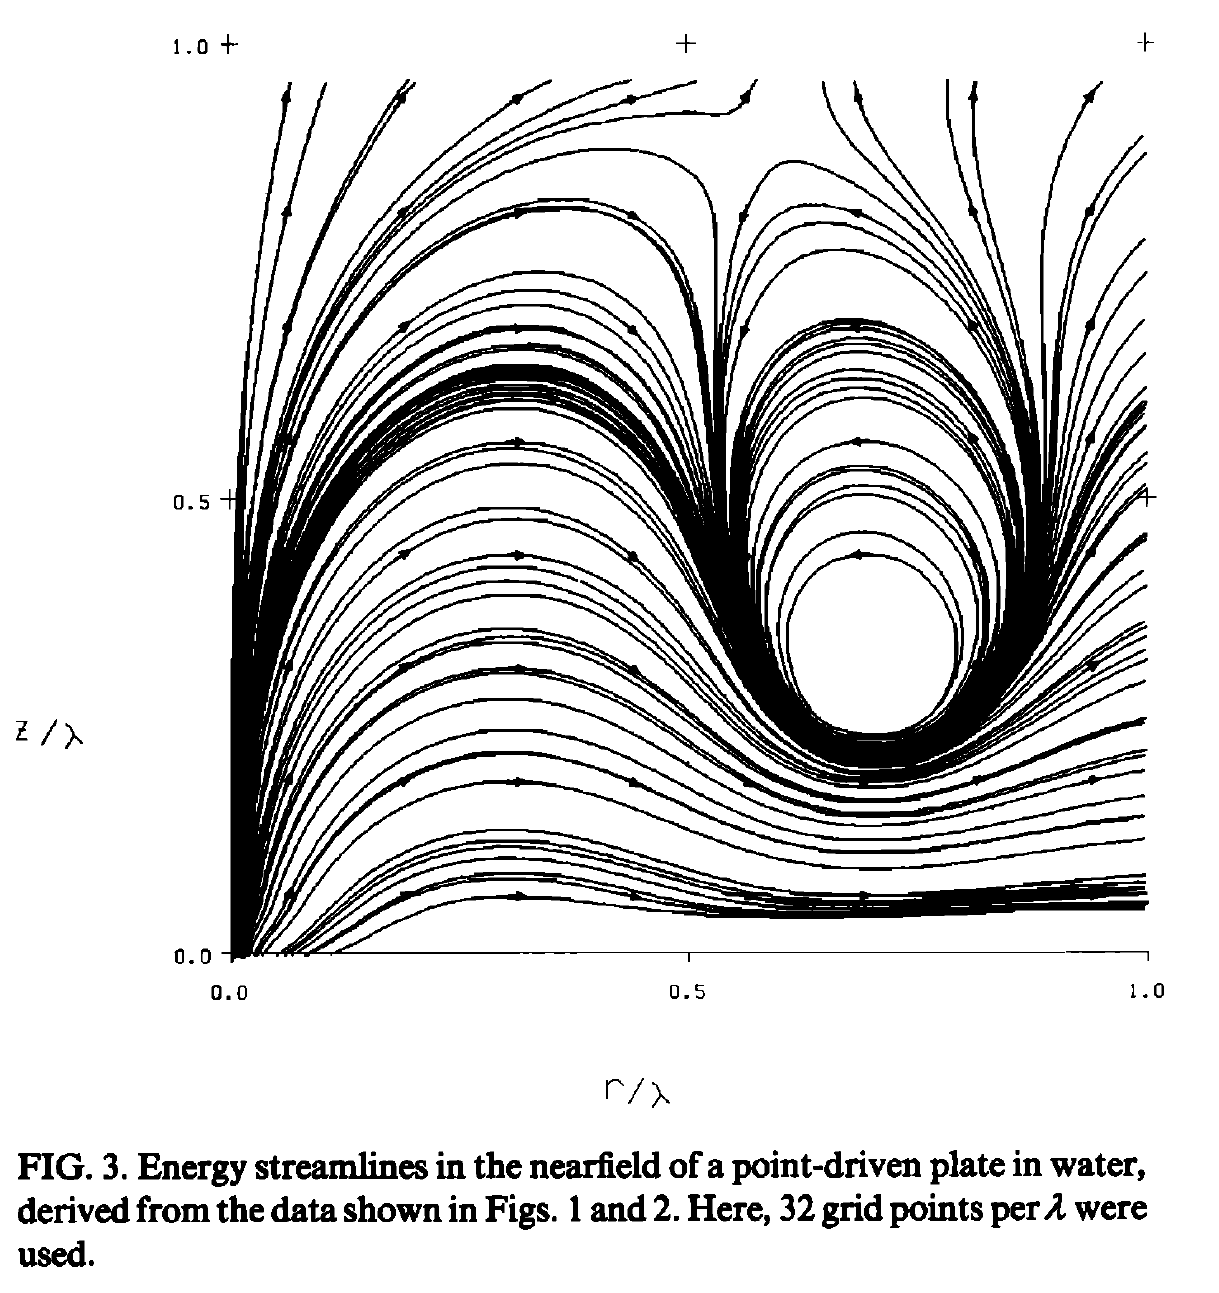 1.0
0.5
z/λ
0.0
0.0 0.5 1.0
r/λ
FIG. 3. Energy streamlines in the nearfield of a point-driven plate in water,
derived from the data shown in Figs. 1 and 2. Here, 32 grid points per λ were
used.